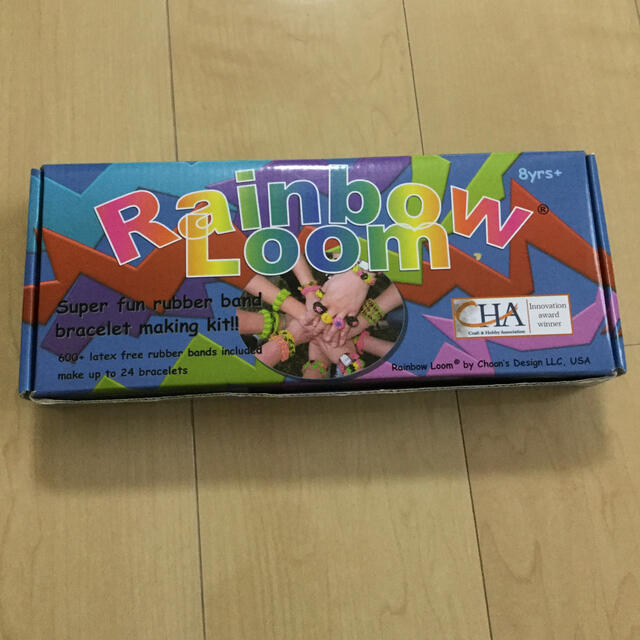 8yrs+
Rainbow®
Loom
Super fun rubber band
bracelet making kit!!
600+ latex free rubber bands included
make up to 24 bracelets
CHA
Craft & Hobby Association
Innovation
award
winner
Rainbow Loom® by Choon's Design LLC, USA